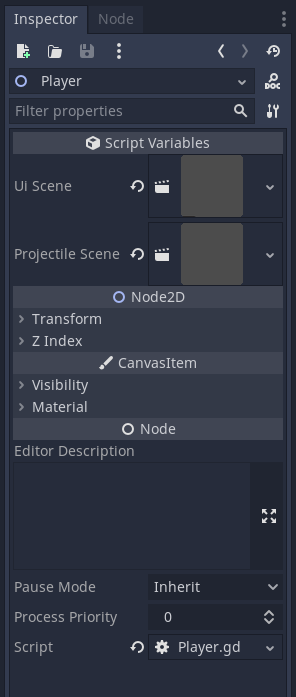 Inspector Node
Player
DOC
Filter properties
Script Variables
Ui Scene
Projectile Scene
Node2D
Transform
Z Index
CanvasItem
Visibility
Material
Node
Editor Description
Pause Mode Inherit
Process Priority 0
Script Player.gd